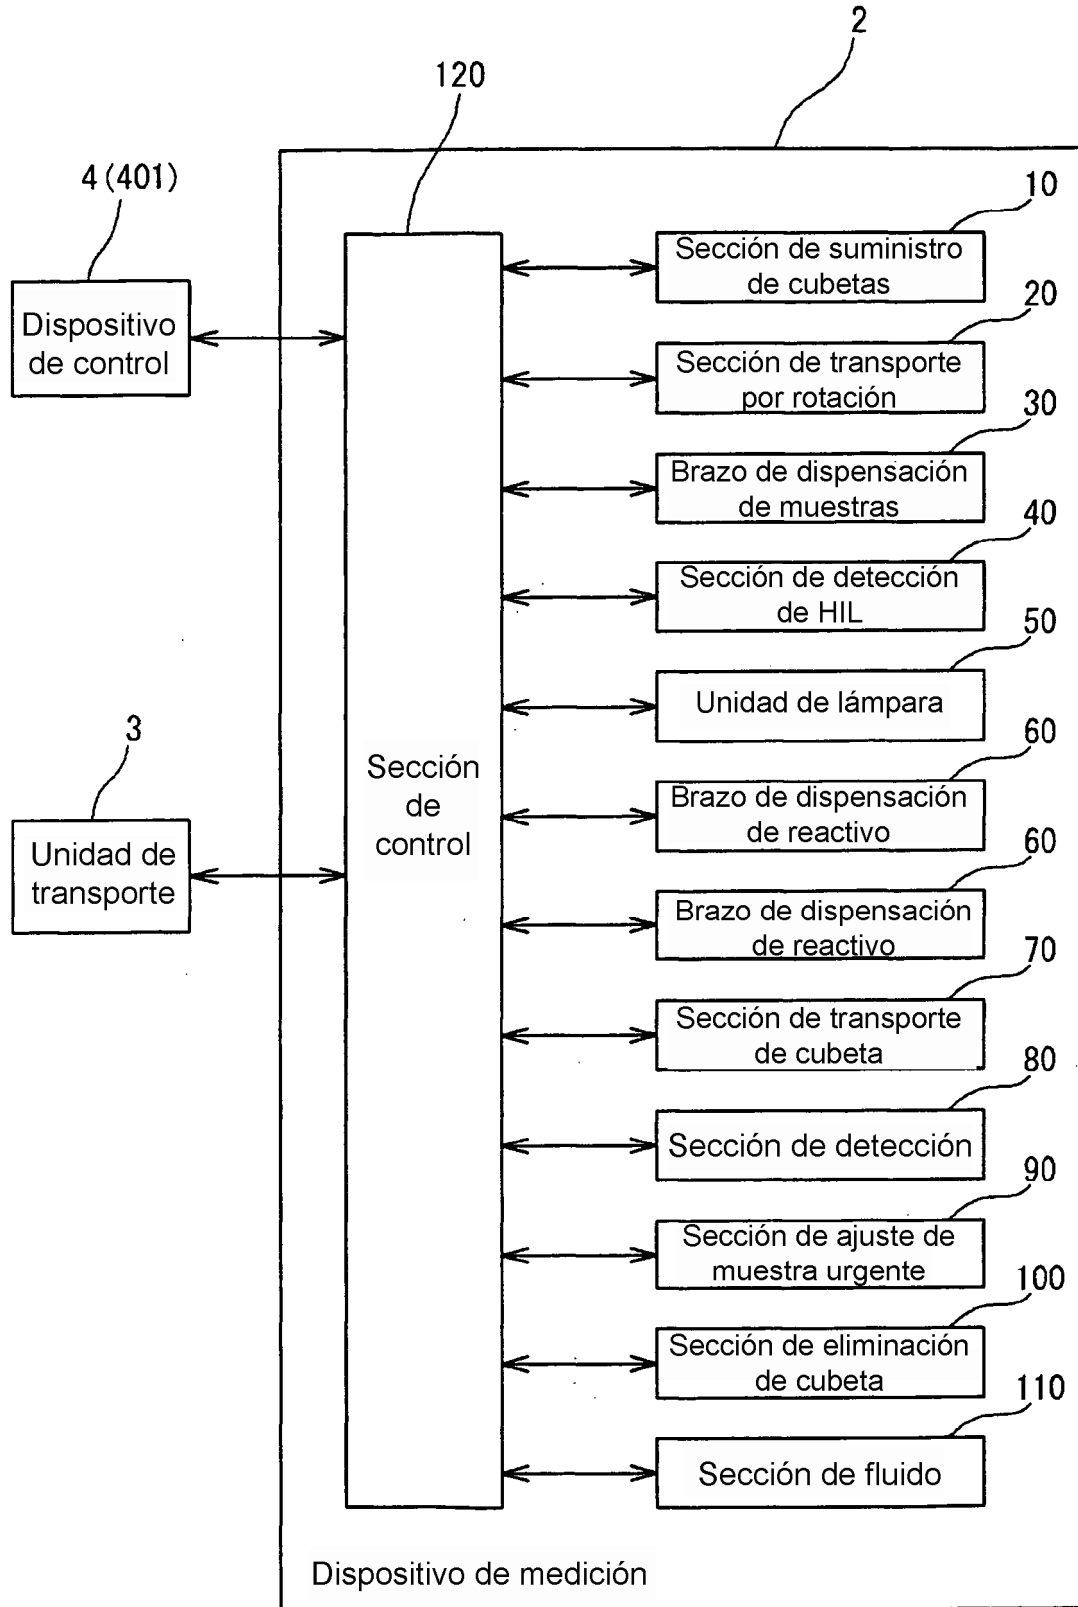 2
120
4 (401)
10
Sección de suministro
de cubetas
Dispositivo
de control
20
Sección de transporte
por rotación
30
Brazo de dispensación
de muestras
40
Sección de detección
de HIL
50
Unidad de lámpara
3
60
Sección
de
control
Brazo de dispensación
de reactivo
Unidad de
transporte
60
Brazo de dispensación
de reactivo
70
Sección de transporte
de cubeta
80
Sección de detección
90
Sección de ajuste de
muestra urgente
100
Sección de eliminación
de cubeta
110
Sección de fluido
Dispositivo de medición